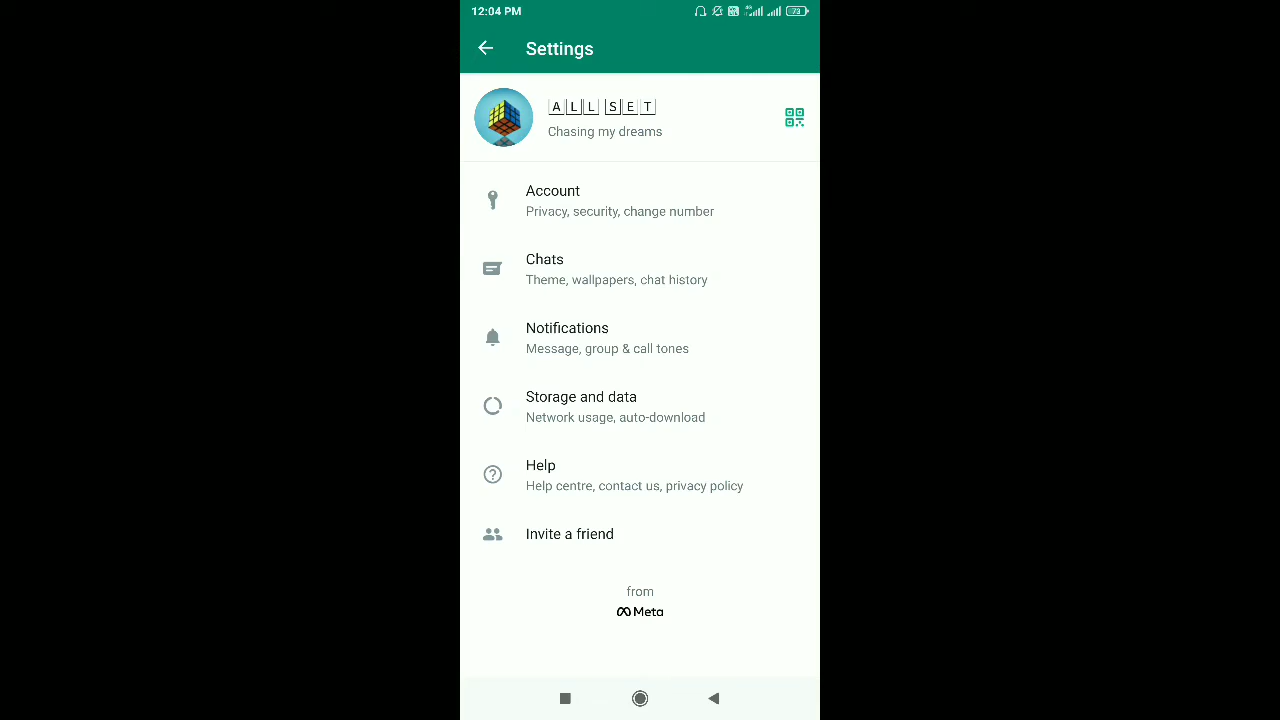 12:04 PM
4G
73
Settings
ALL SET
Chasing my dreams
Account
Privacy, security, change number
Chats
Theme, wallpapers, chat history
Notifications
Message, group & call tones
Storage and data
Network usage, auto-download
Help
Help centre, contact us, privacy policy
Invite a friend
from
Meta